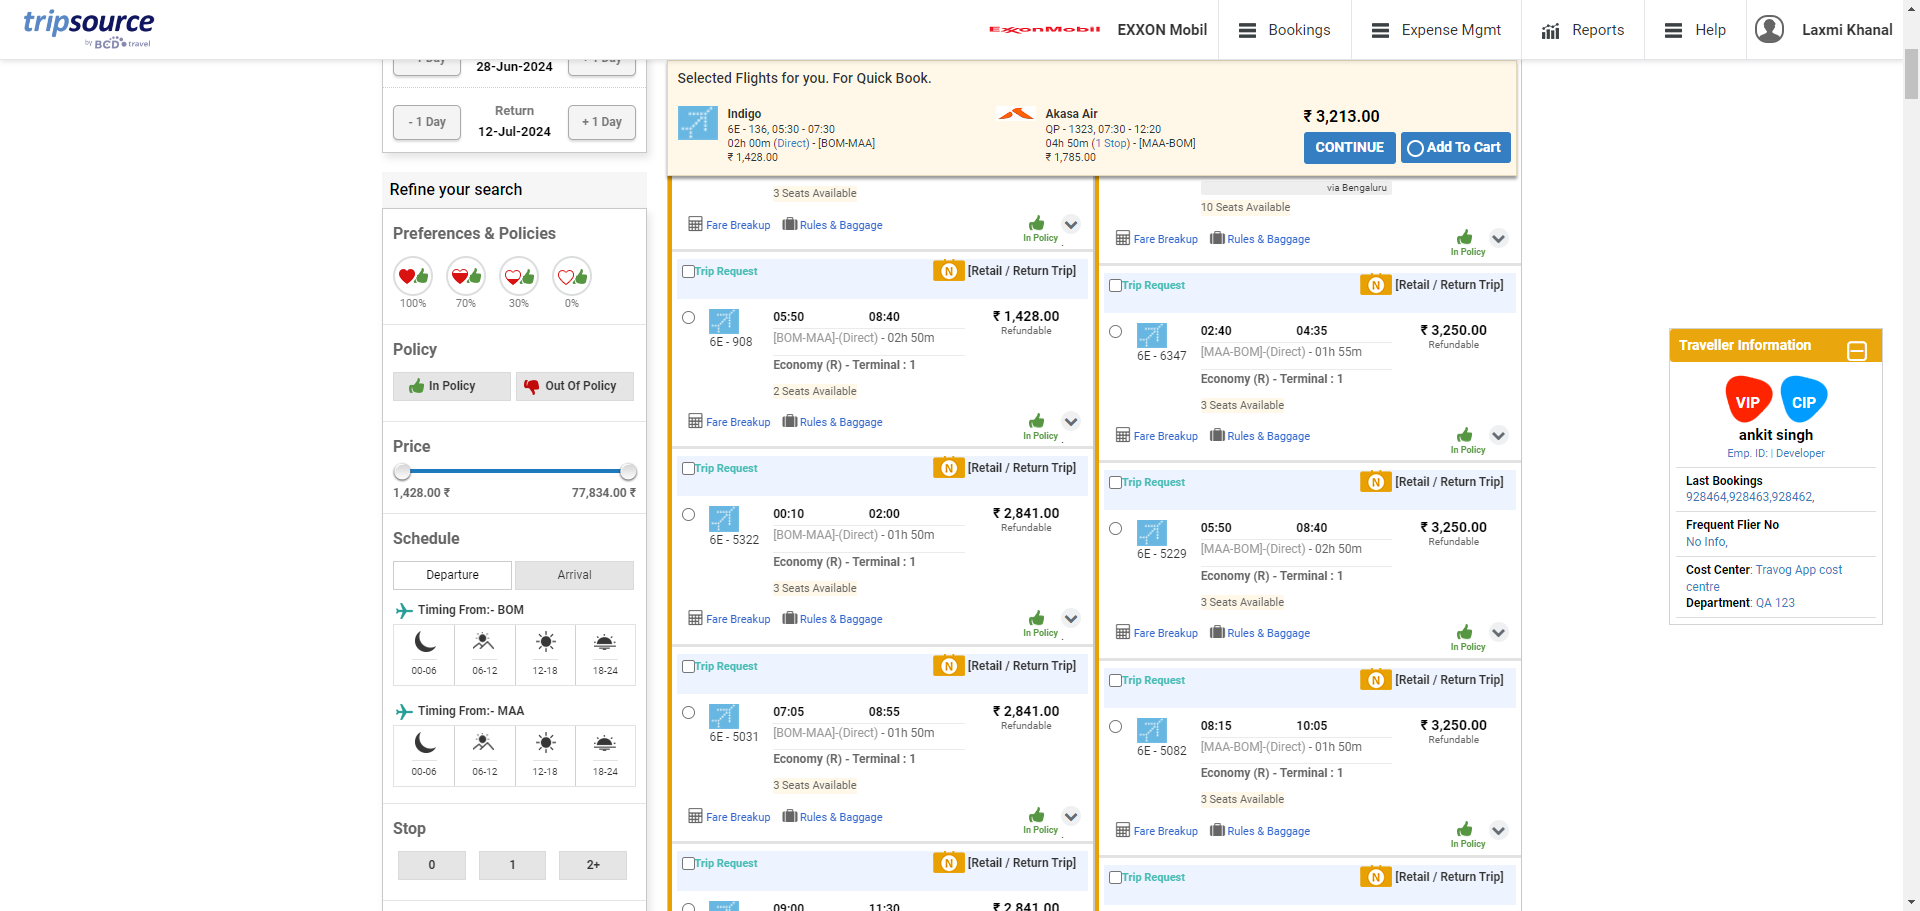 tripsource
by BCD travel
ExxonMobil EXXON Mobil
Bookings
Expense Mgmt
Reports
Help
Laxmi Khanal
- 1 Day 28-Jun-2024 + 1 Day
Return
- 1 Day 12-Jul-2024 + 1 Day
Refine your search
Preferences & Policies
100% 70% 30% 0%
Policy
In Policy Out Of Policy
Price
1,428.00 ₹ 77,834.00 ₹
Schedule
Departure Arrival
Timing From:- BOM
00-06 06-12 12-18 18-24
Timing From:- MAA
00-06 06-12 12-18 18-24
Stop
0 1 2+
Selected Flights for you. For Quick Book.
Indigo
6E - 136, 05:30 - 07:30
02h 00m (Direct) - [BOM-MAA]
₹ 1,428.00
Akasa Air
QP - 1323, 07:30 - 12:20
04h 50m (1 Stop) - [MAA-BOM]
₹ 1,785.00
₹ 3,213.00
CONTINUE Add To Cart
3 Seats Available
Fare Breakup Rules & Baggage
In Policy
Trip Request N [Retail / Return Trip]
05:50 08:40 ₹ 1,428.00
6E - 908 [BOM-MAA]-(Direct) - 02h 50m Refundable
Economy (R) - Terminal : 1
2 Seats Available
Fare Breakup Rules & Baggage
In Policy
Trip Request N [Retail / Return Trip]
00:10 02:00 ₹ 2,841.00
6E - 5322 [BOM-MAA]-(Direct) - 01h 50m Refundable
Economy (R) - Terminal : 1
3 Seats Available
Fare Breakup Rules & Baggage
In Policy
Trip Request N [Retail / Return Trip]
07:05 08:55 ₹ 2,841.00
6E - 5031 [BOM-MAA]-(Direct) - 01h 50m Refundable
Economy (R) - Terminal : 1
3 Seats Available
Fare Breakup Rules & Baggage
In Policy
Trip Request N [Retail / Return Trip]
09:00 11:30 ₹ 2,841.00
via Bengaluru
10 Seats Available
Fare Breakup Rules & Baggage
In Policy
Trip Request N [Retail / Return Trip]
02:40 04:35 ₹ 3,250.00
6E - 6347 [MAA-BOM]-(Direct) - 01h 55m Refundable
Economy (R) - Terminal : 1
3 Seats Available
Fare Breakup Rules & Baggage
In Policy
Trip Request N [Retail / Return Trip]
05:50 08:40 ₹ 3,250.00
6E - 5229 [MAA-BOM]-(Direct) - 02h 50m Refundable
Economy (R) - Terminal : 1
3 Seats Available
Fare Breakup Rules & Baggage
In Policy
Trip Request N [Retail / Return Trip]
08:15 10:05 ₹ 3,250.00
6E - 5082 [MAA-BOM]-(Direct) - 01h 50m Refundable
Economy (R) - Terminal : 1
3 Seats Available
Fare Breakup Rules & Baggage
In Policy
Trip Request N [Retail / Return Trip]
Traveller Information
VIP CIP
ankit singh
Emp. ID: | Developer
Last Bookings
928464,928463,928462,
Frequent Flier No
No Info,
Cost Center: Travog App cost
centre
Department: QA 123